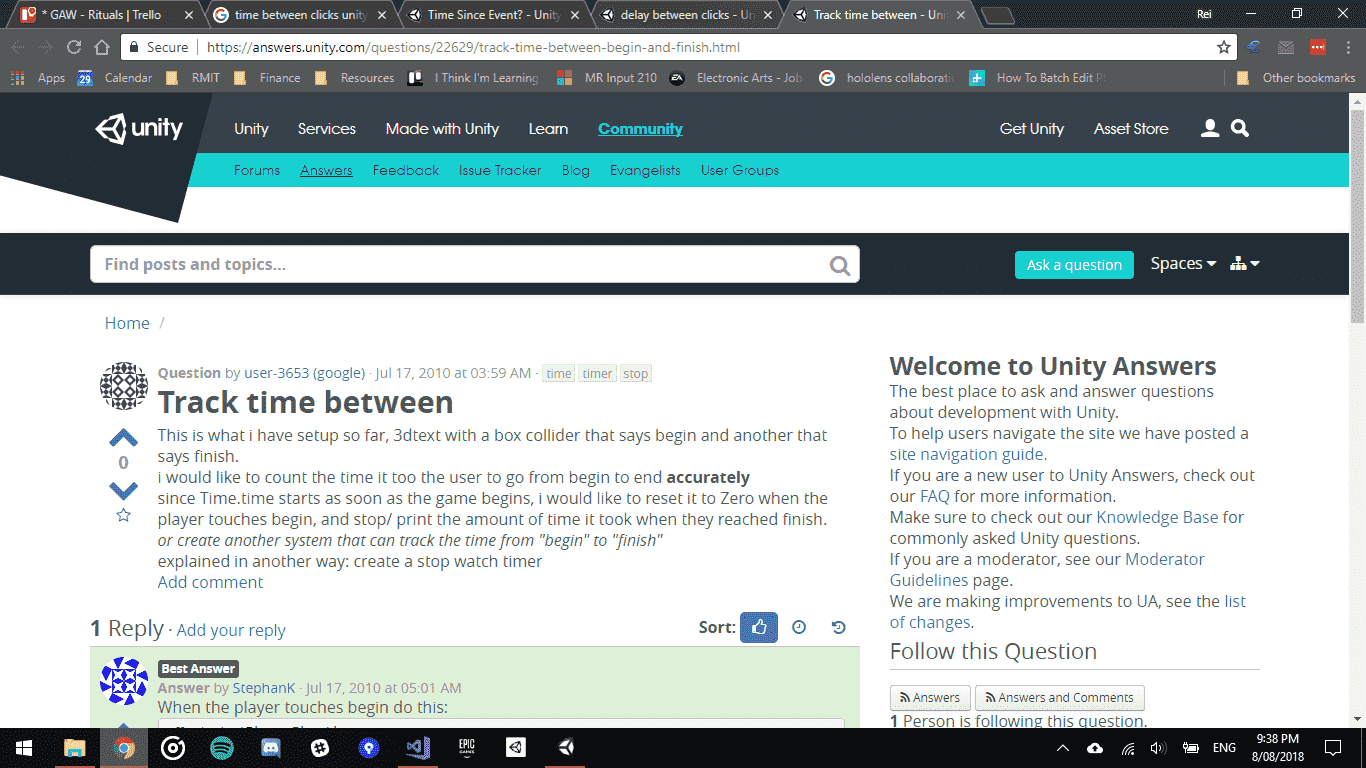 * GAW - Rituals | Trello
time between clicks unity
Time Since Event? - Unity
delay between clicks - Un
Track time between - Uni
Rei
Secure
https://answers.unity.com/questions/22629/track-time-between-begin-and-finish.html
Apps
29
Calendar
RMIT
Finance
Resources
I Think I'm Learning
MR Input 210
Electronic Arts - Job
hololens collaborati
How To Batch Edit P
Other bookmarks
unity
Unity
Services
Made with Unity
Learn
Community
Get Unity
Asset Store
Forums
Answers
Feedback
Issue Tracker
Blog
Evangelists
User Groups
Find posts and topics...
Ask a question
Spaces
Home /
Question by user-3653 (google) · Jul 17, 2010 at 03:59 AM · time timer stop
Track time between
This is what i have setup so far, 3dtext with a box collider that says begin and another that
says finish.
0
i would like to count the time it too the user to go from begin to end accurately
since Time.time starts as soon as the game begins, i would like to reset it to Zero when the
player touches begin, and stop/ print the amount of time it took when they reached finish.
or create another system that can track the time from "begin" to "finish"
explained in another way: create a stop watch timer
Add comment
1 Reply · Add your reply
Sort:
Best Answer
Answer by StephanK · Jul 17, 2010 at 05:01 AM
When the player touches begin do this:
Welcome to Unity Answers
The best place to ask and answer questions
about development with Unity.
To help users navigate the site we have posted a
site navigation guide.
If you are a new user to Unity Answers, check out
our FAQ for more information.
Make sure to check out our Knowledge Base for
commonly asked Unity questions.
If you are a moderator, see our Moderator
Guidelines page.
We are making improvements to UA, see the list
of changes.
Follow this Question
Answers
Answers and Comments
1 Person is following this question.
EPIC
GAMES
ENG
9:38 PM
8/08/2018